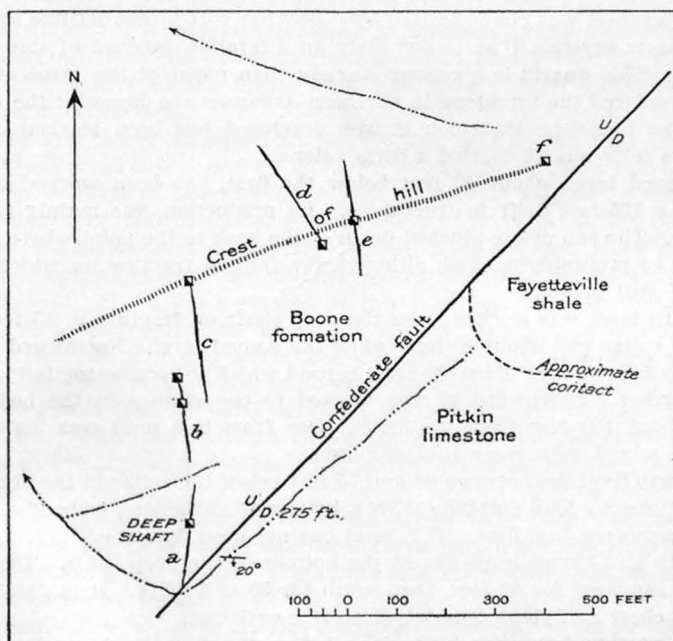 N
U
D
f
d
of
hill
e
Crest
Fayetteville
shale
Boone
formation
c
Confederate fault
Approximate
contact
Pitkin
limestone
b
DEEP
SHAFT
U
D-275 ft.
a
20°
100 0 100 300 500 FEET